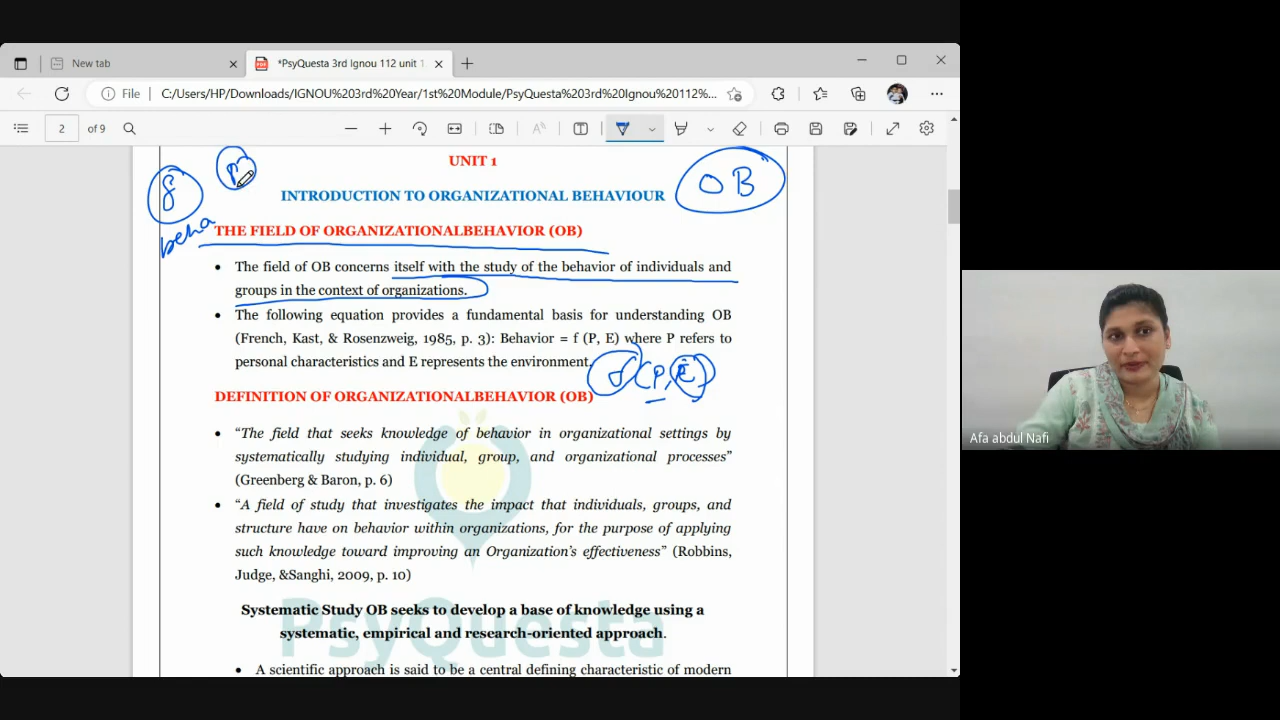 New tab
*PsyQuesta 3rd Ignou 112 unit 1
File
C:/Users/HP/Downloads/IGNOU%203rd%20Year/1st%20Module/PsyQuesta%203rd%20Ignou%20112%...
2 of 9
UNIT 1
P
8
OB
INTRODUCTION TO ORGANIZATIONAL BEHAVIOUR
beha
THE FIELD OF ORGANIZATIONALBEHAVIOR (OB)
• The field of OB concerns itself with the study of the behavior of individuals and
groups in the context of organizations.
• The following equation provides a fundamental basis for understanding OB
(French, Kast, & Rosenzweig, 1985, p. 3): Behavior = f (P, E) where P refers to
personal characteristics and E represents the environment.
(P, E)
DEFINITION OF ORGANIZATIONALBEHAVIOR (OB)
• “The field that seeks knowledge of behavior in organizational settings by
systematically studying individual, group, and organizational processes”
(Greenberg & Baron, p. 6)
• “A field of study that investigates the impact that individuals, groups, and
structure have on behavior within organizations, for the purpose of applying
such knowledge toward improving an Organization’s effectiveness” (Robbins,
Judge, &Sanghi, 2009, p. 10)
Systematic Study OB seeks to develop a base of knowledge using a
systematic, empirical and research-oriented approach.
• A scientific approach is said to be a central defining characteristic of modern
PsyQuesta
Afa abdul Nafi